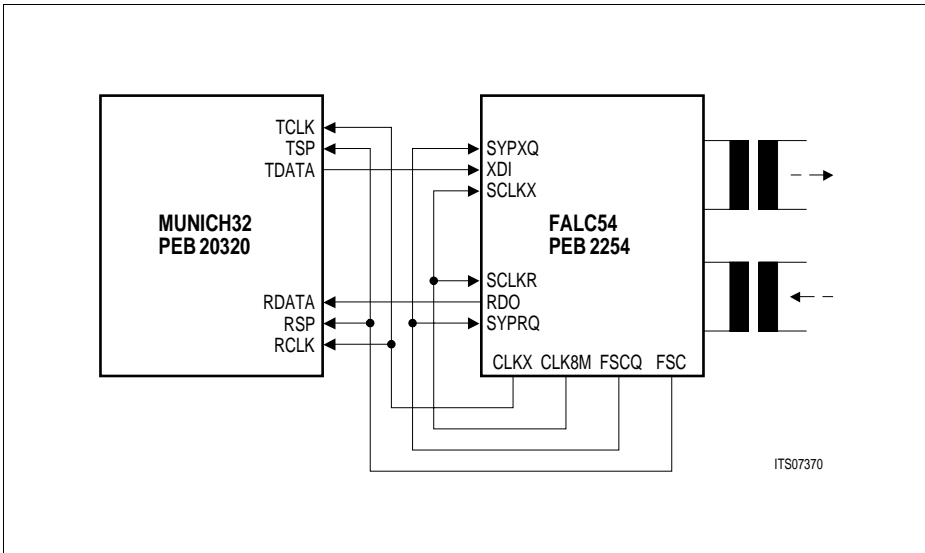 TCLK
TSP
TDATA
MUNICH32
PEB 20320
RDATA
RSP
RCLK
SYPXQ
XDI
SCLKX
FALC54
PEB 2254
SCLKR
RDO
SYPRQ
CLKX CLK8M FSCQ FSC
ITS07370